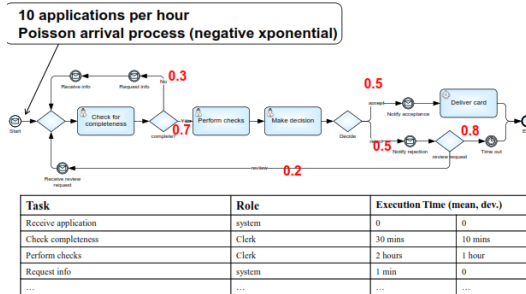 10 applications per hour
Poisson arrival process (negative xponential)
0.3
Receive info
Request info
No
0.5
Start
Check for
completeness
complete?
Yes
0.7
Perform checks
Make decision
Decide
accept
Notify acceptance
Deliver card
0.5
Notify rejection
0.8
review request
Time out
E
review
0.2
Receive review
request
Task Role Execution Time (mean, dev.)
Receive application system 0 0
Check completeness Clerk 30 mins 10 mins
Perform checks Clerk 2 hours 1 hour
Request info system 1 min 0
… … … …